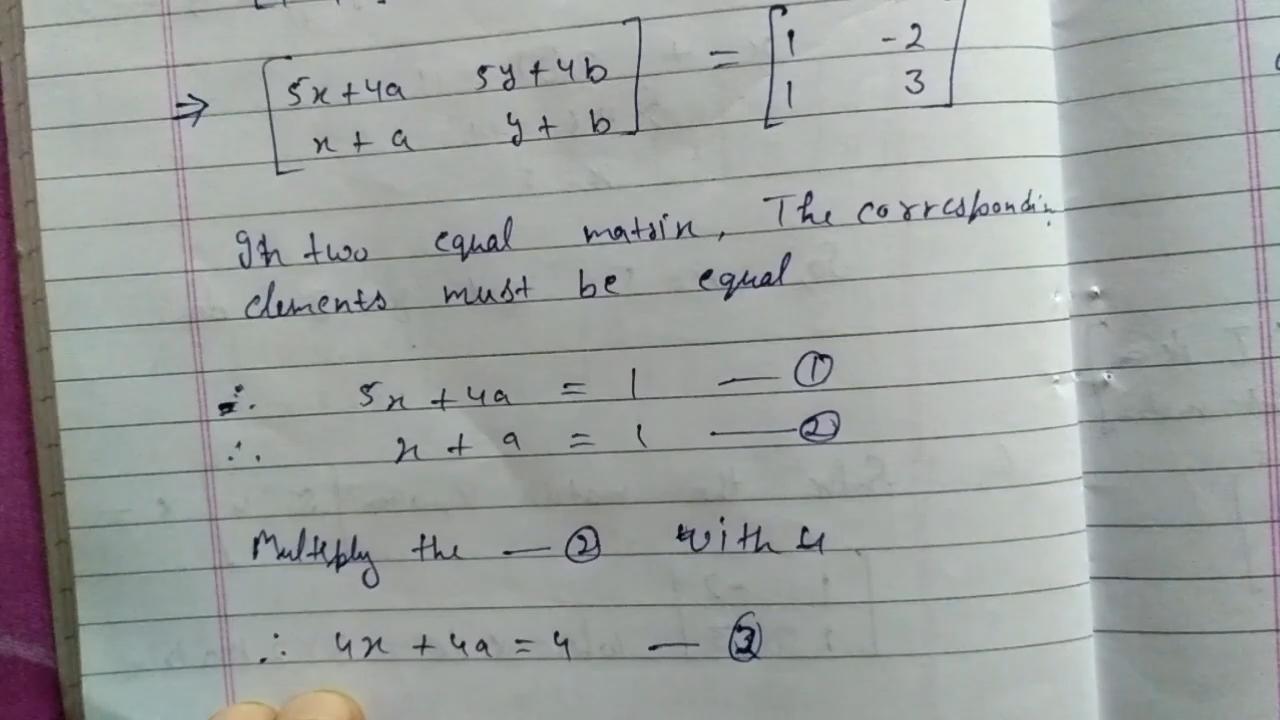 ⇒ [5x+4a 5y+4b] = [1 -2]
[x + a y + b] [1 3]
In two equal matrix, The correspondin
elements must be equal
∴ 5x + 4a = 1 — ①
∴ x + a = 1 — ②
Multiply the — ② with 4
∴ 4x + 4a = 4 — ③